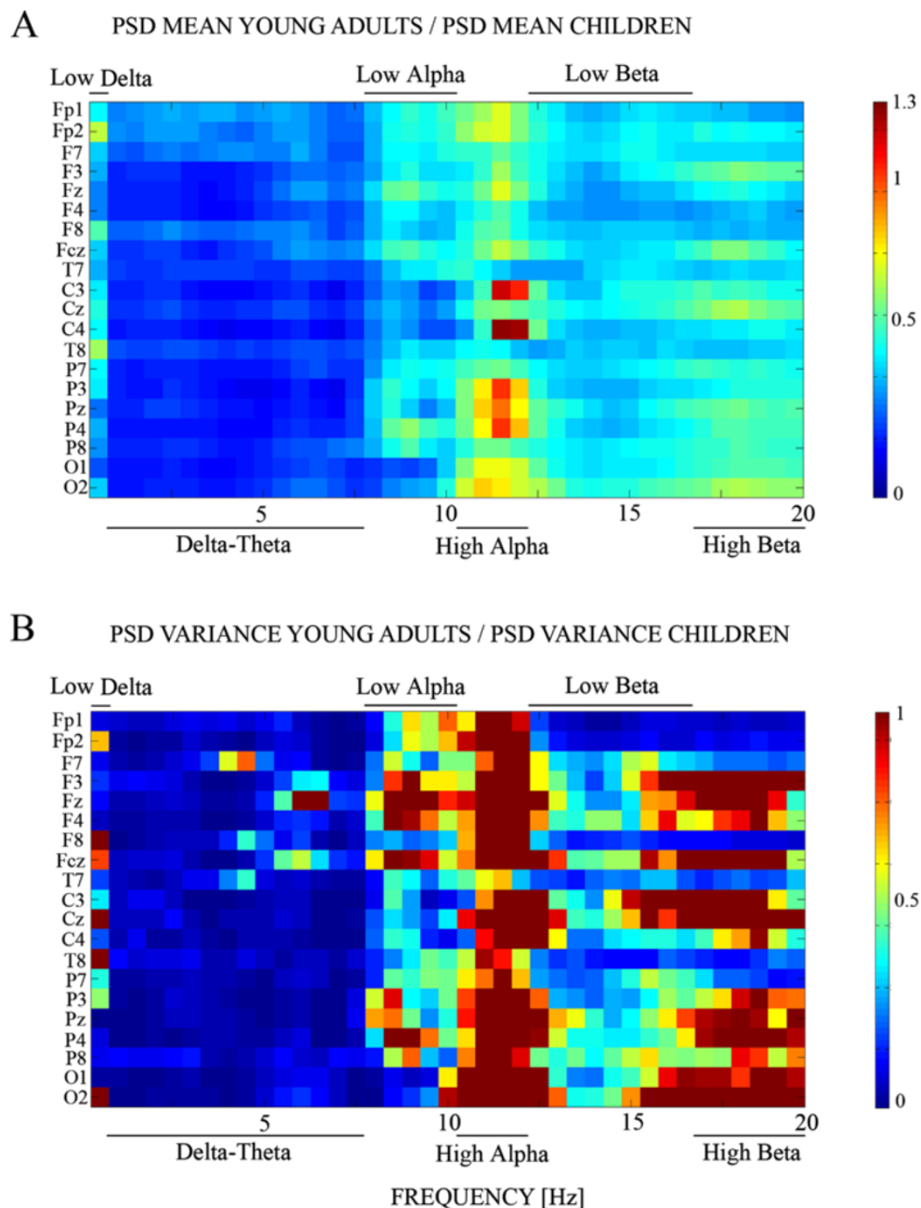 A
PSD MEAN YOUNG ADULTS / PSD MEAN CHILDREN
Low Delta
Low Alpha
Low Beta
Fp1
Fp2
F7
F3
Fz
F4
F8
Fcz
T7
C3
Cz
C4
T8
P7
P3
Pz
P4
P8
O1
O2
1.3
1
0.5
0
5
10
15
20
Delta-Theta
High Alpha
High Beta
B
PSD VARIANCE YOUNG ADULTS / PSD VARIANCE CHILDREN
Low Delta
Low Alpha
Low Beta
Fp1
Fp2
F7
F3
Fz
F4
F8
Fcz
T7
C3
Cz
C4
T8
P7
P3
Pz
P4
P8
O1
O2
1
0.5
0
5
10
15
20
Delta-Theta
High Alpha
High Beta
FREQUENCY [Hz]